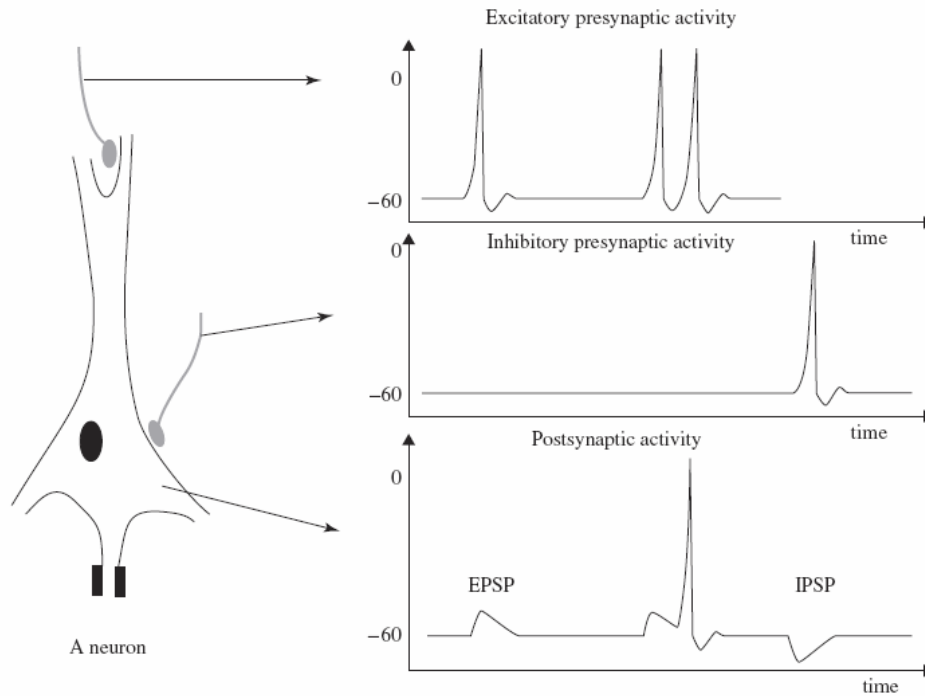 Excitatory presynaptic activity
0
−60
time
Inhibitory presynaptic activity
0
−60
time
Postsynaptic activity
0
EPSP
IPSP
−60
A neuron
time